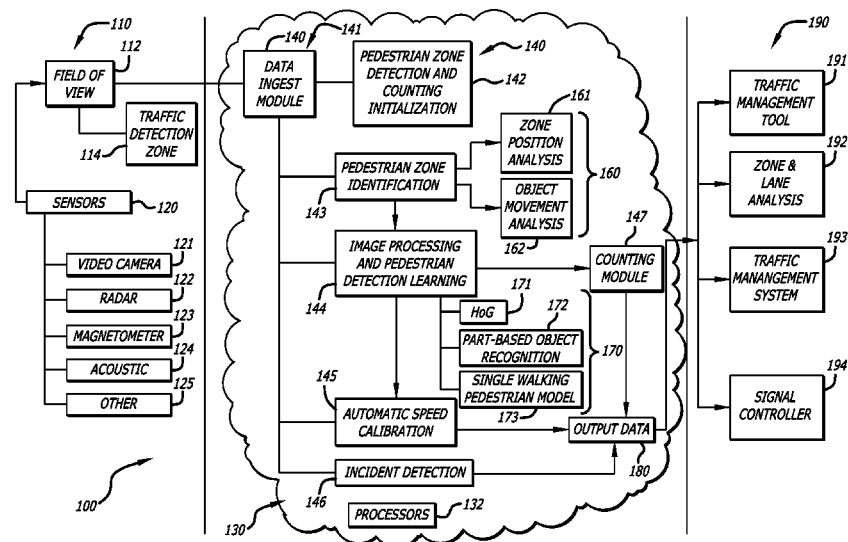 110
112
FIELD OF
VIEW
TRAFFIC
DETECTION
ZONE
114
SENSORS
120
VIDEO CAMERA
121
RADAR
122
MAGNETOMETER
123
ACOUSTIC
124
OTHER
125
100
140
141
DATA
INGEST
MODULE
PEDESTRIAN ZONE
DETECTION AND
COUNTING
INITIALIZATION
140
142
PEDESTRIAN ZONE
IDENTIFICATION
143
161
ZONE
POSITION
ANALYSIS
OBJECT
MOVEMENT
ANALYSIS
162
160
IMAGE PROCESSING
AND PEDESTRIAN
DETECTION LEARNING
144
147
COUNTING
MODULE
HoG
171
172
PART-BASED OBJECT
RECOGNITION
SINGLE WALKING
PEDESTRIAN MODEL
173
170
145
AUTOMATIC SPEED
CALIBRATION
OUTPUT DATA
180
INCIDENT DETECTION
146
130
PROCESSORS
132
190
191
TRAFFIC
MANAGEMENT
TOOL
192
ZONE &
LANE
ANALYSIS
193
TRAFFIC
MANANGEMENT
SYSTEM
194
SIGNAL
CONTROLLER